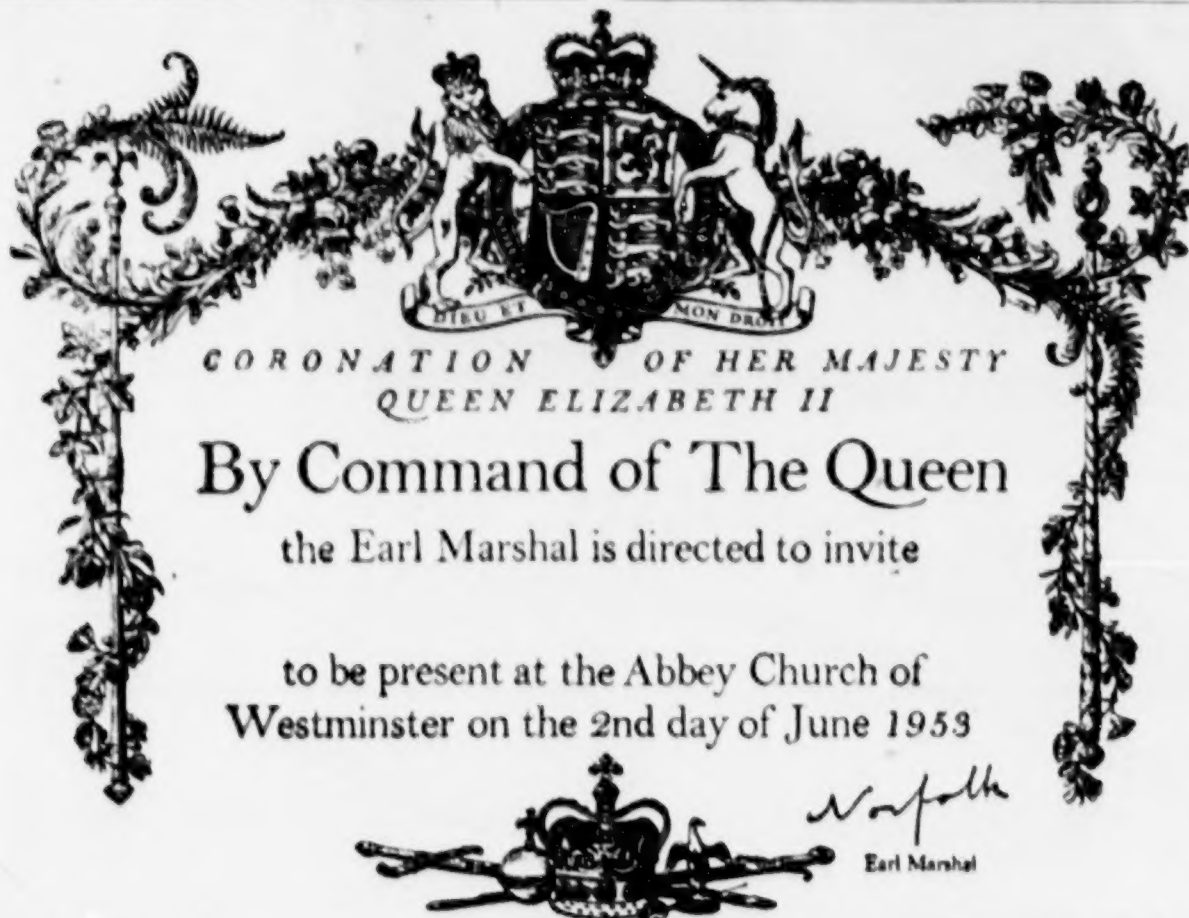 DIEU ET MON DROIT
CORONATION OF HER MAJESTY
QUEEN ELIZABETH II
By Command of The Queen
the Earl Marshal is directed to invite
to be present at the Abbey Church of
Westminster on the 2nd day of June 1953
Norfolk
Earl Marshal